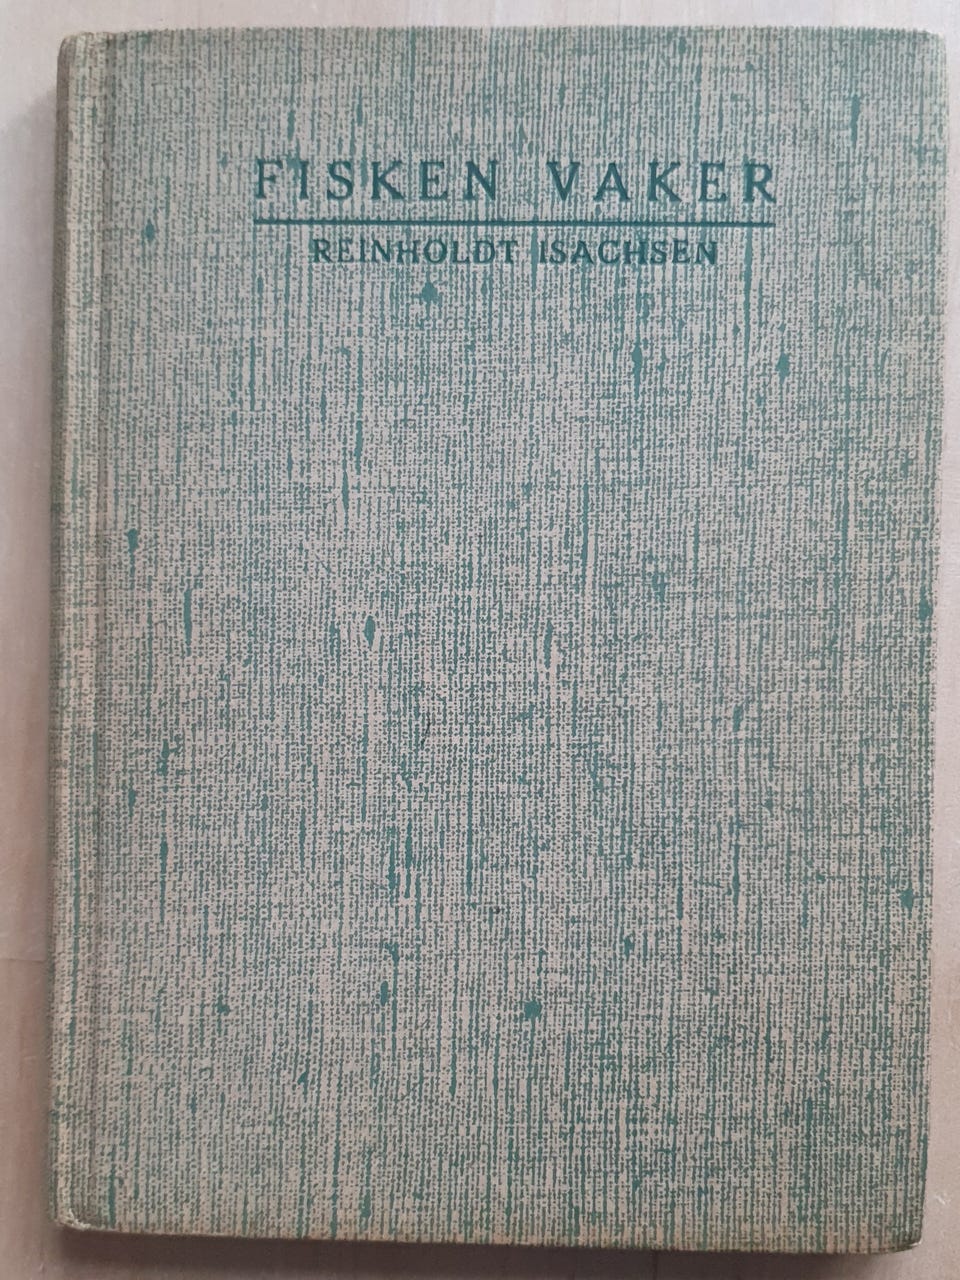 FISKEN VAKER
REINHOLDT ISACHSEN